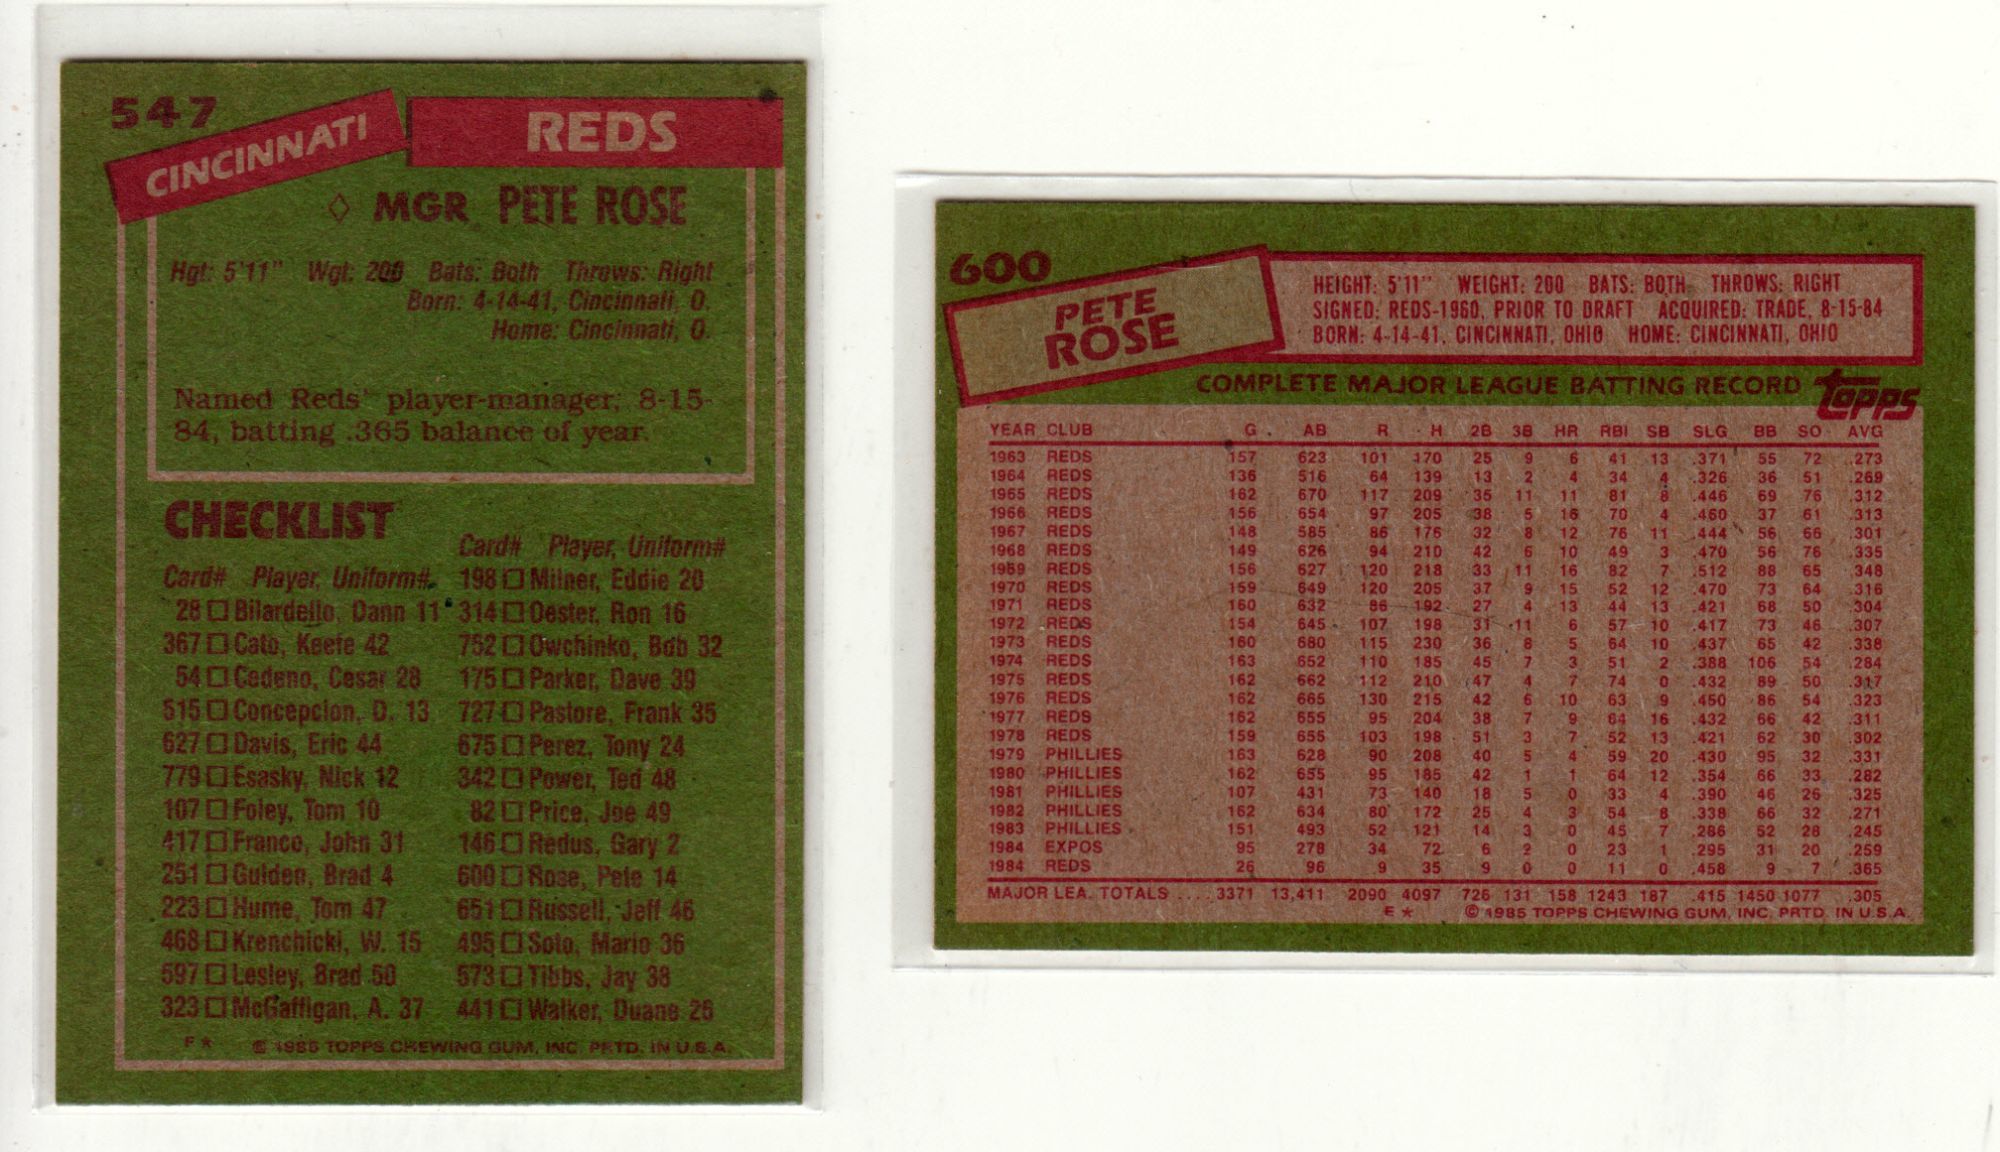 547
CINCINNATI REDS
◇ MGR PETE ROSE
Hgt: 5'11" Wgt: 200 Bats: Both Throws: Right
Born: 4-14-41, Cincinnati, O.
Home: Cincinnati, O.
Named Reds' player-manager, 8-15-
84, batting .365 balance of year.
CHECKLIST
Card# Player, Uniform#
28 □ Bilardello, Dann 11
367 □ Cato, Keefe 42
54 □ Cedeno, Cesar 28
515 □ Concepcion, D. 13
627 □ Davis, Eric 44
779 □ Esasky, Nick 12
107 □ Foley, Tom 10
417 □ Franco, John 31
251 □ Gulden, Brad 4
223 □ Hume, Tom 47
468 □ Krenchicki, W. 15
597 □ Lesley, Brad 50
323 □ McGaffigan, A. 37
Card# Player, Uniform#
198 □ Milner, Eddie 20
314 □ Oester, Ron 16
752 □ Owchinko, Bob 32
175 □ Parker, Dave 39
727 □ Pastore, Frank 35
675 □ Perez, Tony 24
342 □ Power, Ted 48
82 □ Price, Joe 49
146 □ Redus, Gary 2
600 □ Rose, Pete 14
651 □ Russell, Jeff 46
495 □ Soto, Mario 36
573 □ Tibbs, Jay 38
441 □ Walker, Duane 26
F* © 1985 TOPPS CHEWING GUM, INC. PRTD. IN U.S.A.
600
PETE
ROSE
HEIGHT: 5'11" WEIGHT: 200 BATS: BOTH THROWS: RIGHT
SIGNED: REDS-1960, PRIOR TO DRAFT ACQUIRED: TRADE, 8-15-84
BORN: 4-14-41, CINCINNATI, OHIO HOME: CINCINNATI, OHIO
COMPLETE MAJOR LEAGUE BATTING RECORD topps
YEAR CLUB G AB R H 2B 3B HR RBI SB SLG BB SO AVG
1963 REDS 157 623 101 170 25 9 6 41 13 .371 55 72 .273
1964 REDS 136 516 64 139 13 2 4 34 4 .326 36 51 .269
1965 REDS 162 670 117 209 35 11 11 81 8 .446 69 76 .312
1966 REDS 156 654 97 205 38 5 16 70 4 .460 37 61 .313
1967 REDS 148 585 86 176 32 8 12 76 11 .444 56 66 .301
1968 REDS 149 626 94 210 42 6 10 49 3 .470 56 76 .335
1969 REDS 156 627 120 218 33 11 16 82 7 .512 88 65 .348
1970 REDS 159 649 120 205 37 9 15 52 12 .470 73 64 .316
1971 REDS 160 632 86 192 27 4 13 44 13 .421 68 50 .304
1972 REDS 154 645 107 198 31 11 6 57 10 .417 73 46 .307
1973 REDS 160 680 115 230 36 8 5 64 10 .437 65 42 .338
1974 REDS 163 652 110 185 45 7 3 51 2 .388 106 54 .284
1975 REDS 162 662 112 210 47 4 7 74 0 .432 89 50 .317
1976 REDS 162 665 130 215 42 6 10 63 9 .450 86 54 .323
1977 REDS 162 655 95 204 38 7 9 64 16 .432 66 42 .311
1978 REDS 159 655 103 198 51 3 7 52 13 .421 62 30 .302
1979 PHILLIES 163 628 90 208 40 5 4 59 20 .430 95 32 .331
1980 PHILLIES 162 655 95 185 42 1 1 64 12 .354 66 33 .282
1981 PHILLIES 107 431 73 140 18 5 0 33 4 .390 46 26 .325
1982 PHILLIES 162 634 80 172 25 4 3 54 8 .338 66 32 .271
1983 PHILLIES 151 493 52 121 14 3 0 45 7 .286 52 28 .245
1984 EXPOS 95 278 34 72 6 2 0 23 1 .295 31 20 .259
1984 REDS 26 96 9 35 9 0 0 11 0 .458 9 7 .365
MAJOR LEA. TOTALS .... 3371 13,411 2090 4097 726 131 158 1243 187 .415 1450 1077 .305
E* © 1985 TOPPS CHEWING GUM, INC. PRTD. IN U.S.A.